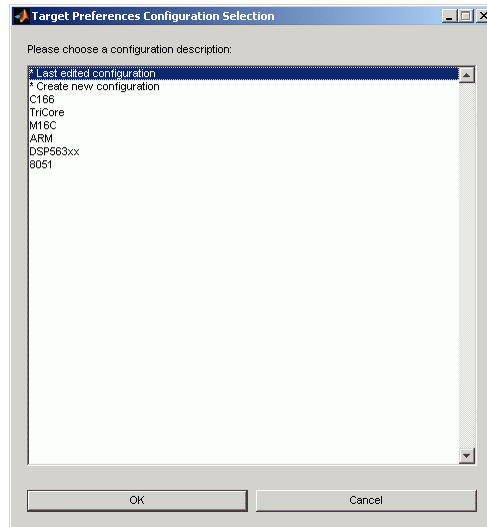 Target Preferences Configuration Selection
Please choose a configuration description:
* Last edited configuration
* Create new configuration
C166
TriCore
M16C
ARM
DSP563xx
8051
OK Cancel